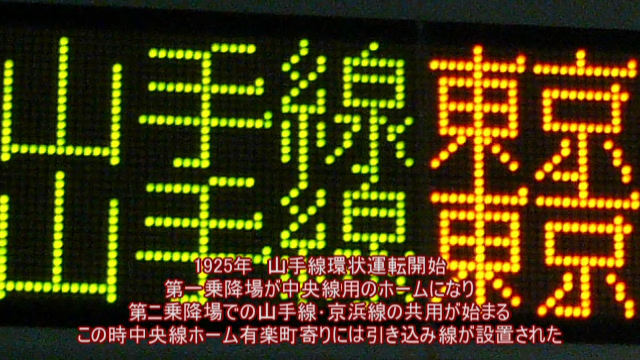 山手線 東京
山手線 東京
1925年　山手線環状運転開始
第一乗降場が中央線用のホームになり
第二乗降場での山手線・京浜線の共用が始まる
この時中央線ホーム有楽町寄りには引き込み線が設置された